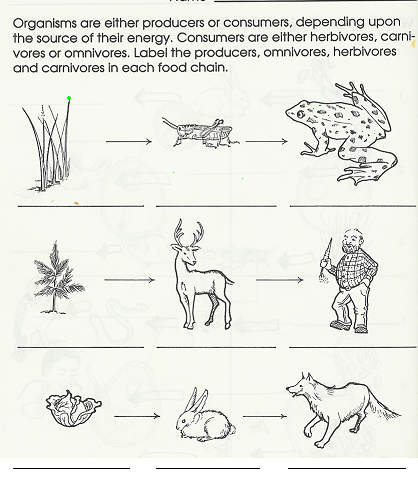 Name
Organisms are either producers or consumers, depending upon
the source of their energy. Consumers are either herbivores, carni-
vores or omnivores. Label the producers, omnivores, herbivores
and carnivores in each food chain.